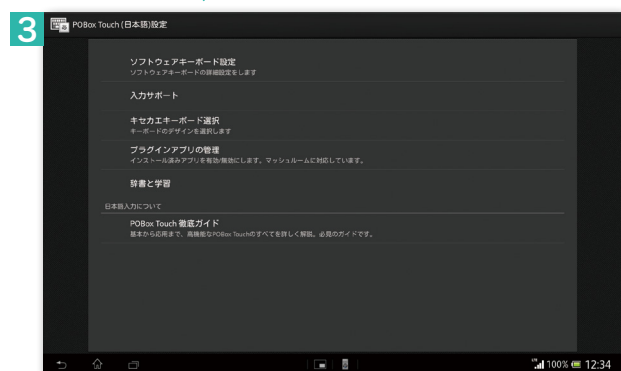 3
POBox Touch (日本語)設定
ソフトウェアキーボード設定
ソフトウェアキーボードの詳細設定をします
入力サポート
キセカエキーボード選択
キーボードのデザインを選択します
プラグインアプリの管理
インストール済みアプリを有効/無効にします。マッシュルームに対応しています。
辞書と学習
日本語入力について
POBox Touch 徹底ガイド
基本から応用まで、高機能なPOBox Touchのすべてを詳しく解説。必見のガイドです。
100% 12:34